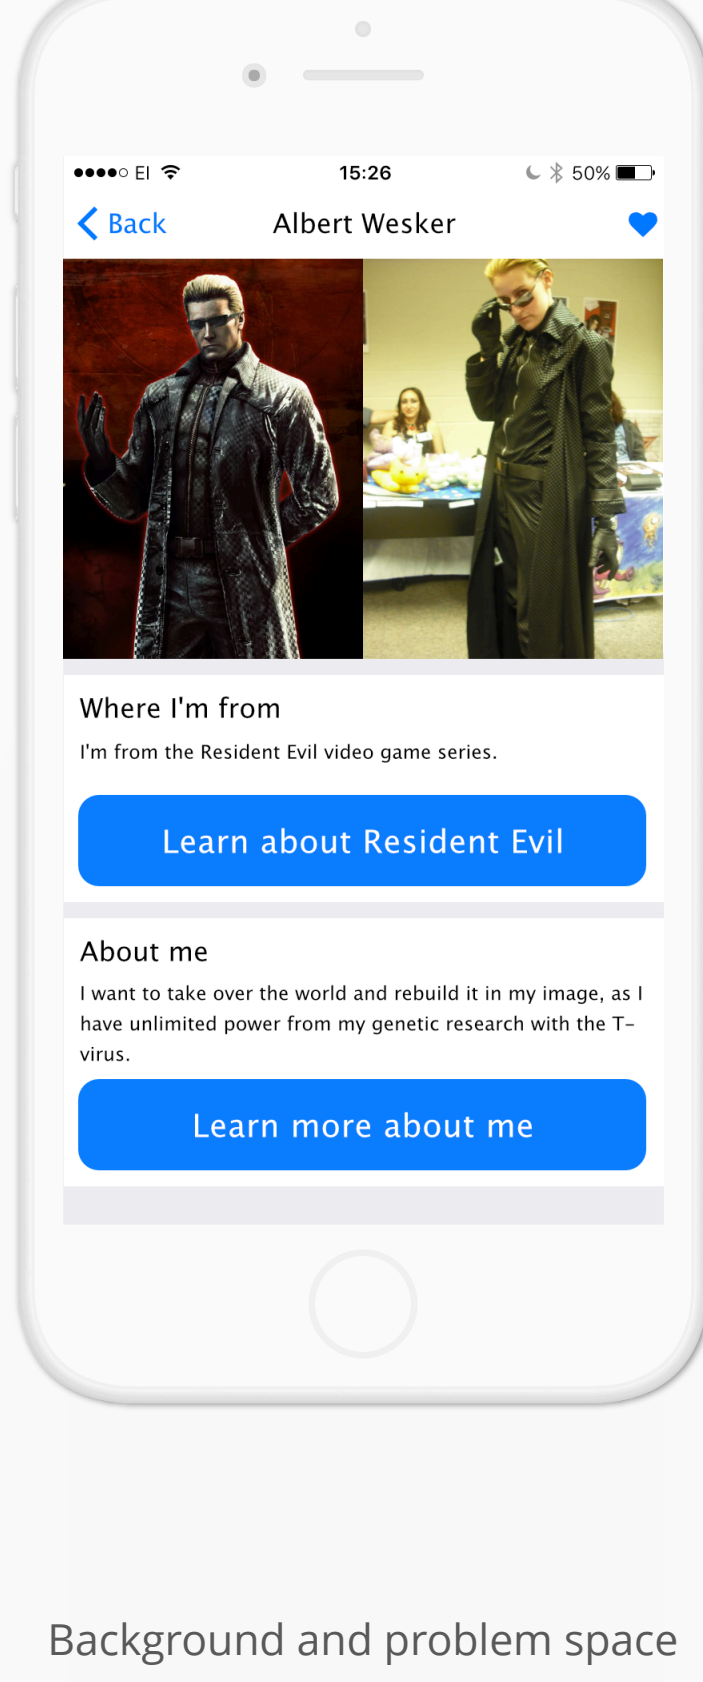 EI 15:26 50%
Back Albert Wesker
Where I'm from
I'm from the Resident Evil video game series.
Learn about Resident Evil
About me
I want to take over the world and rebuild it in my image, as I
have unlimited power from my genetic research with the T-
virus.
Learn more about me
Background and problem space